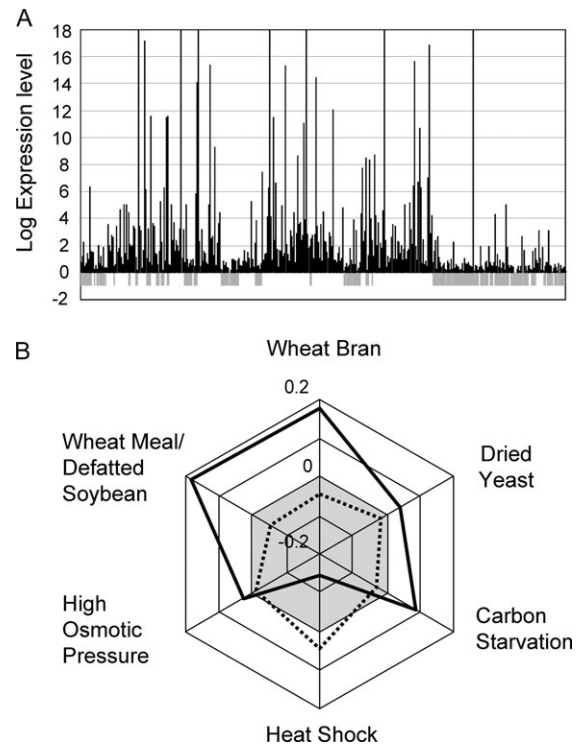 A
Log Expression level
18
16
14
12
10
8
6
4
2
0
-2
B
Wheat Bran
0.2
0
-0.2
Wheat Meal/
Defatted
Soybean
Dried
Yeast
High
Osmotic
Pressure
Carbon
Starvation
Heat Shock